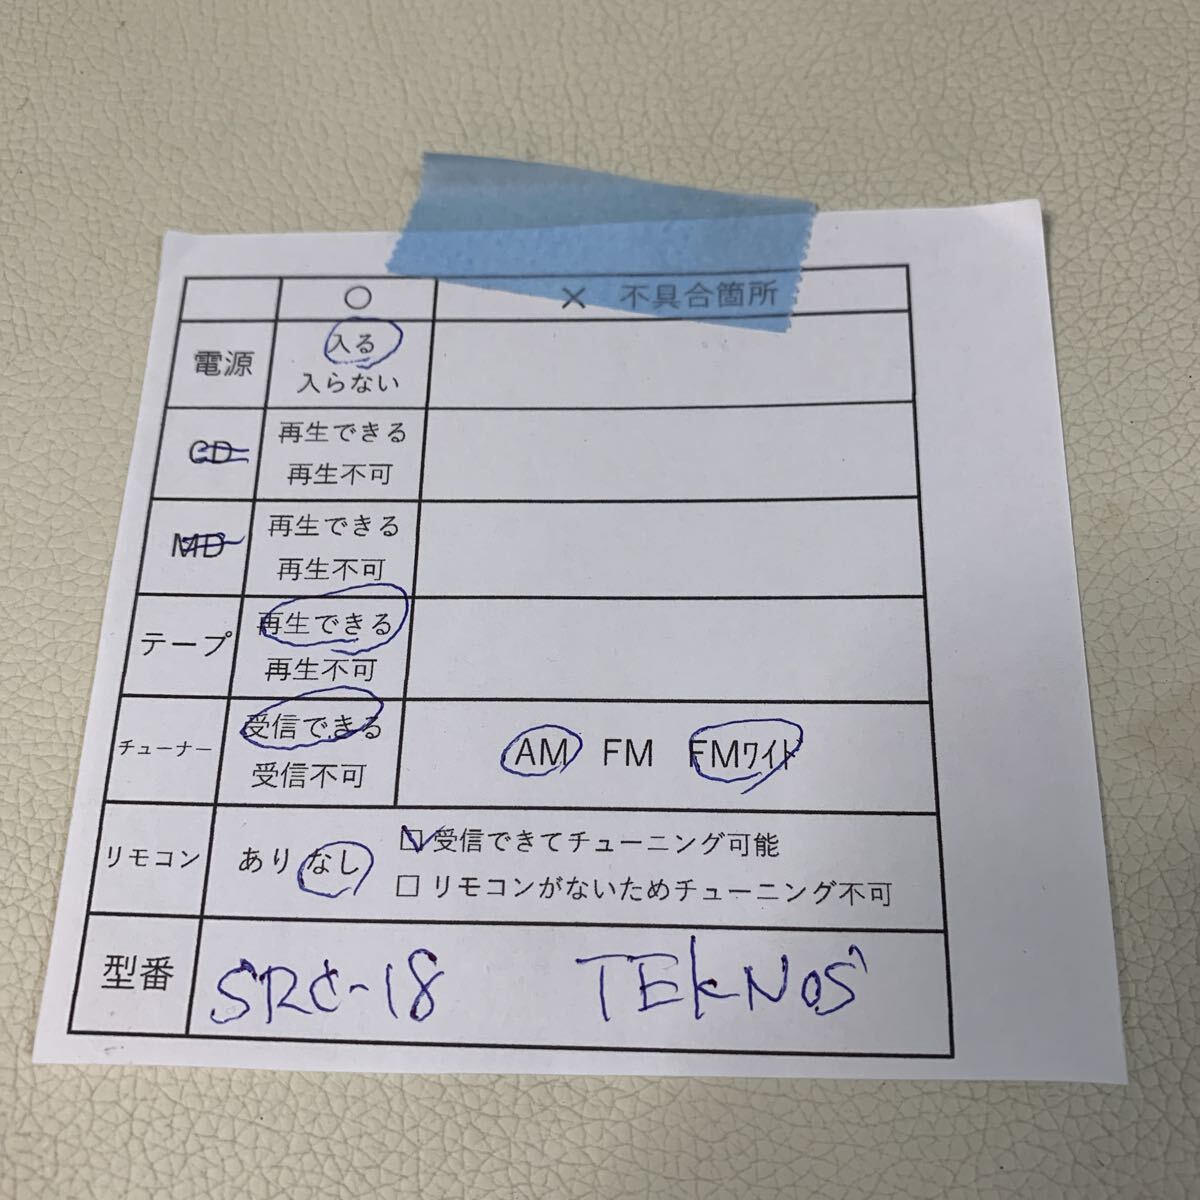 ○ × 不具合箇所
電源 入る
入らない
CD 再生できる
再生不可
MD 再生できる
再生不可
テープ 再生できる
再生不可
チューナー 受信できる AM FM FMワイド
受信不可
リモコン あり なし ☑ 受信できてチューニング可能
□ リモコンがないためチューニング不可
型番 SRC-18 TEKNOS